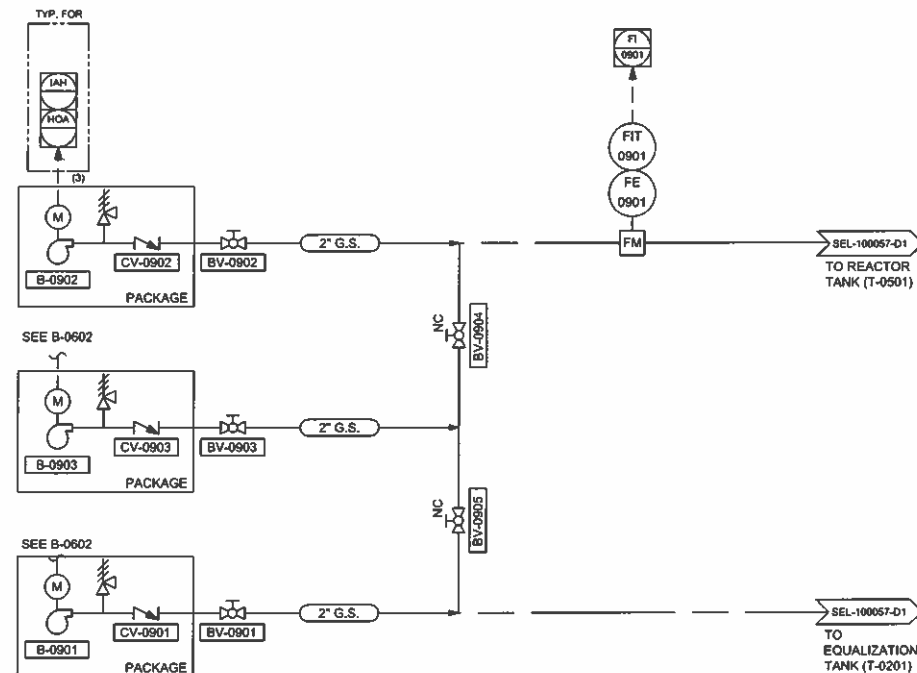 TYP. FOR
IAH
HOA
(3)
M
B-0902
CV-0902
PACKAGE
BV-0902
2" G.S.
FI
0901
FIT
0901
FE
0901
FM
SEL-100057-D1
TO REACTOR
TANK (T-0501)
NC
BV-0904
SEE B-0602
M
B-0903
CV-0903
PACKAGE
BV-0903
2" G.S.
NC
BV-0905
SEE B-0602
M
B-0901
CV-0901
PACKAGE
BV-0901
2" G.S.
SEL-100057-D1
TO
EQUALIZATION
TANK (T-0201)